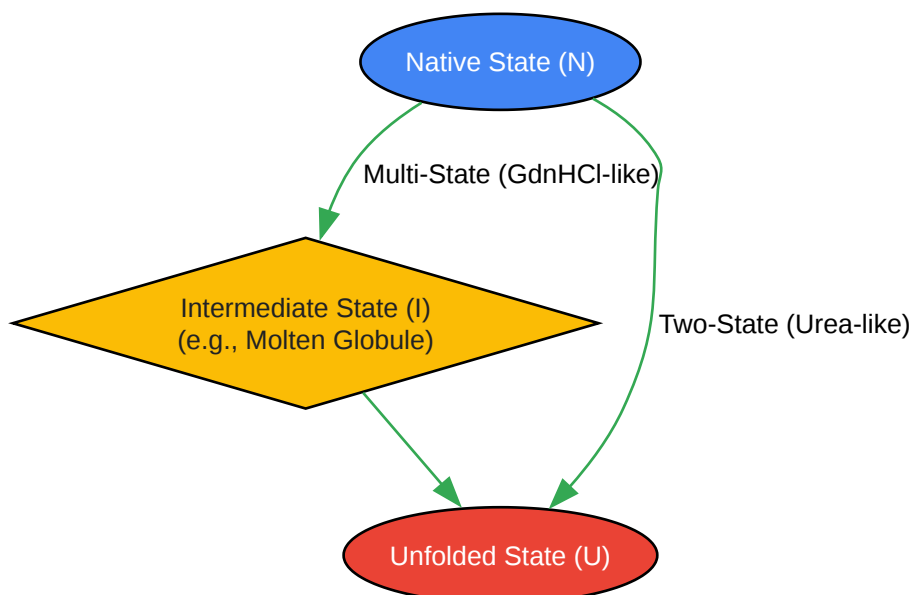 Native State (N)
Multi-State (GdnHCl-like)
Intermediate State (I)
(e.g., Molten Globule)
Two-State (Urea-like)
Unfolded State (U)